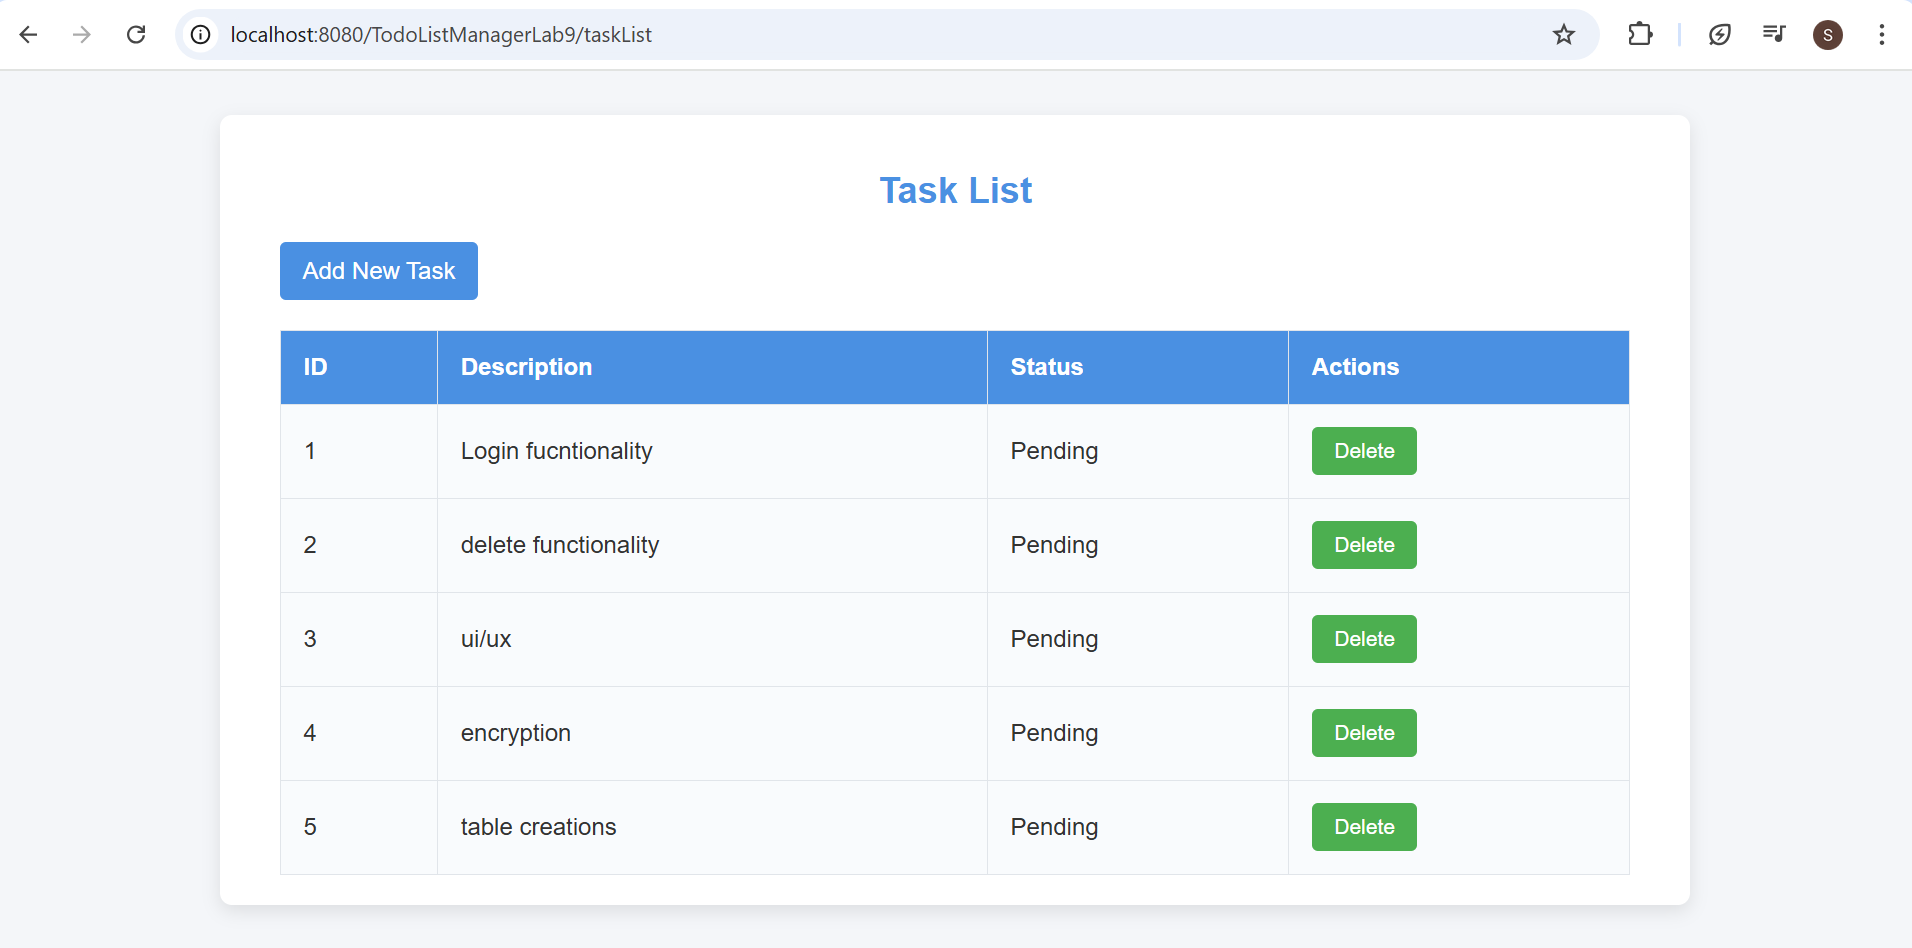 localhost:8080/TodoListManagerLab9/taskList
S
Task List
Add New Task
ID Description Status Actions
1 Login fucntionality Pending Delete
2 delete functionality Pending Delete
3 ui/ux Pending Delete
4 encryption Pending Delete
5 table creations Pending Delete